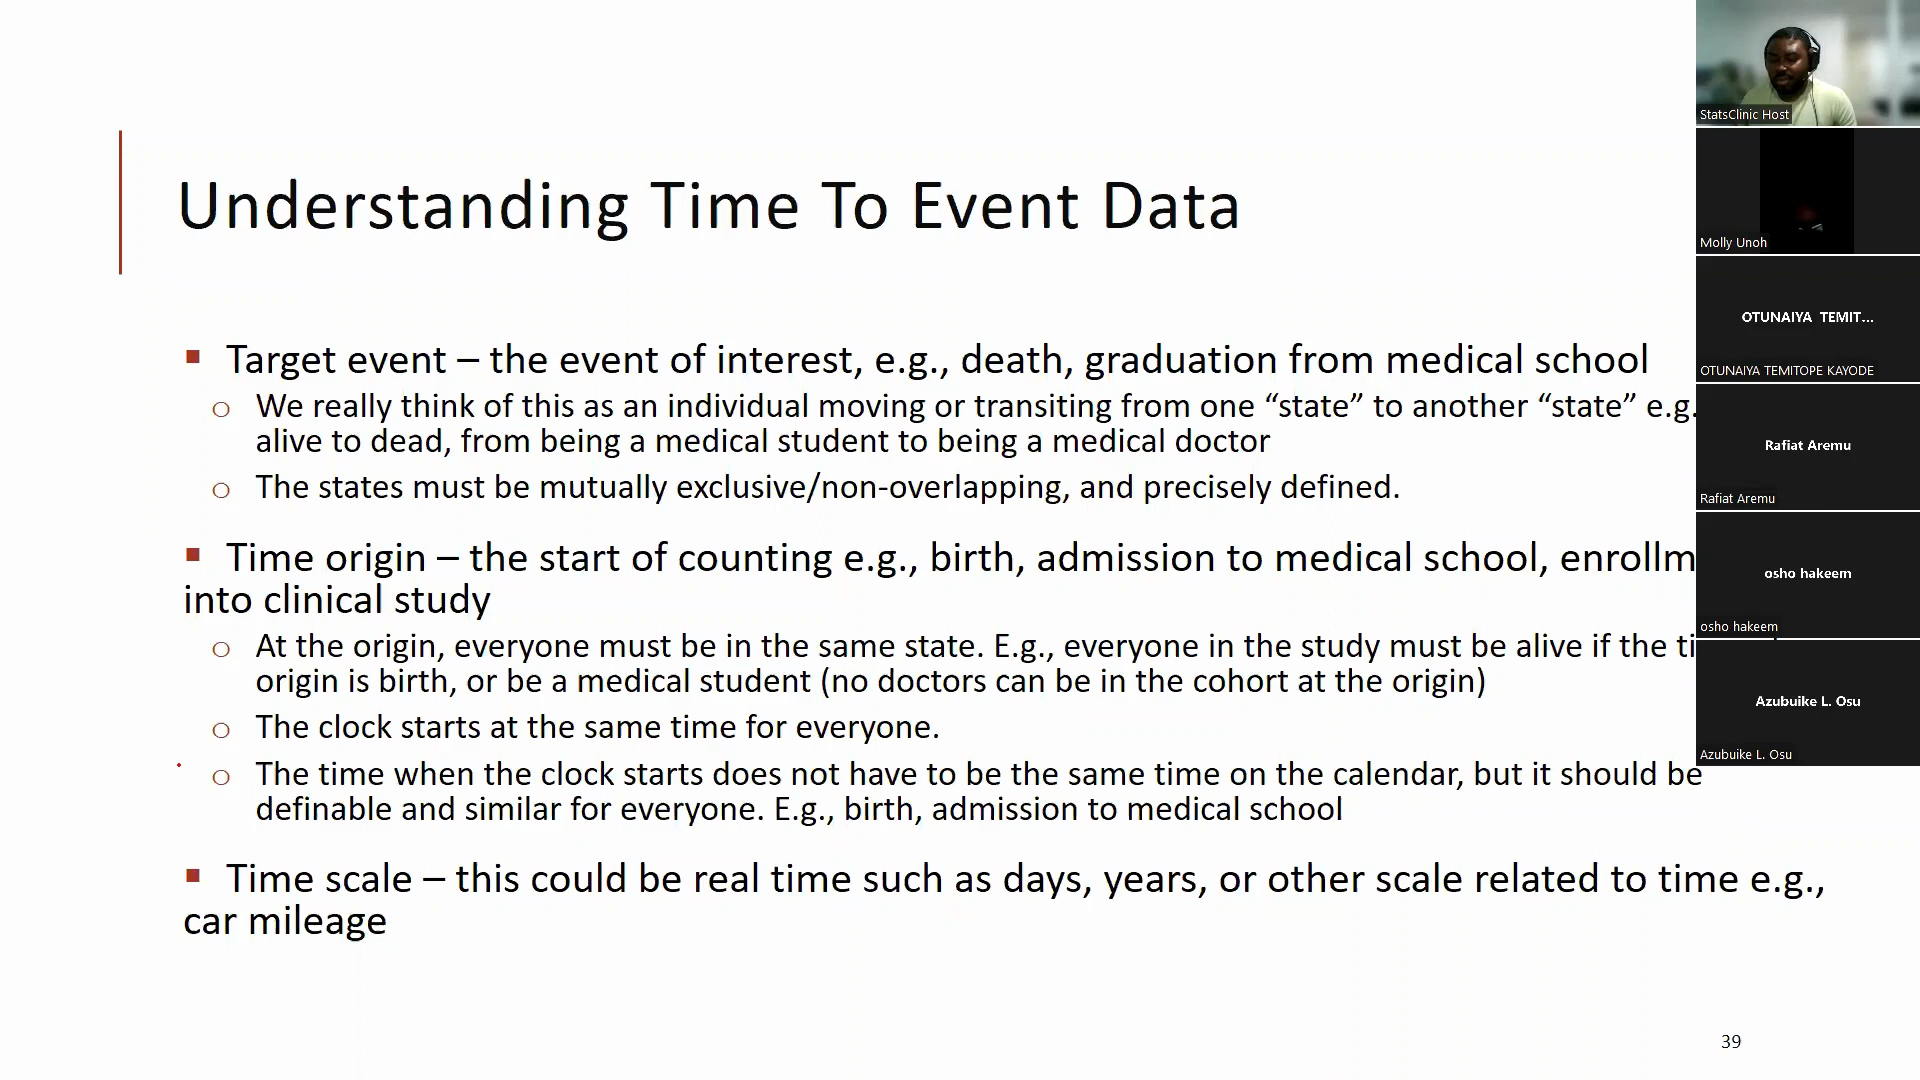 Understanding Time To Event Data
Target event – the event of interest, e.g., death, graduation from medical school
We really think of this as an individual moving or transiting from one “state” to another “state” e.g.
alive to dead, from being a medical student to being a medical doctor
The states must be mutually exclusive/non-overlapping, and precisely defined.
Time origin – the start of counting e.g., birth, admission to medical school, enrollm
into clinical study
At the origin, everyone must be in the same state. E.g., everyone in the study must be alive if the ti
origin is birth, or be a medical student (no doctors can be in the cohort at the origin)
The clock starts at the same time for everyone.
The time when the clock starts does not have to be the same time on the calendar, but it should be
definable and similar for everyone. E.g., birth, admission to medical school
Time scale – this could be real time such as days, years, or other scale related to time e.g.,
car mileage
39
StatsClinic Host
Molly Unoh
OTUNAIYA TEMIT...
OTUNAIYA TEMITOPE KAYODE
Rafiat Aremu
Rafiat Aremu
osho hakeem
osho hakeem
Azubuike L. Osu
Azubuike L. Osu